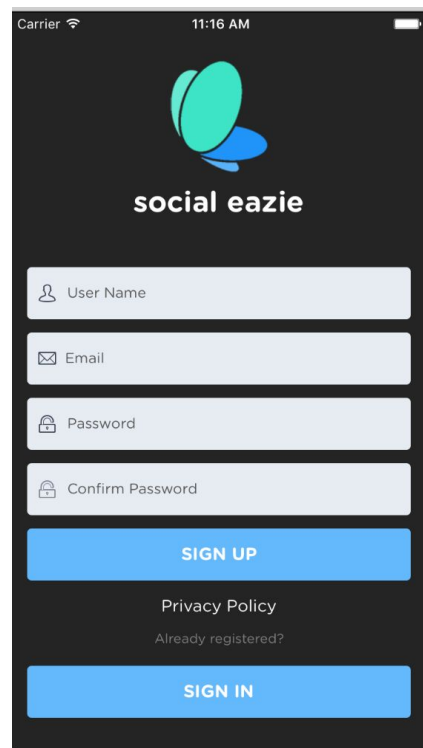 Carrier 11:16 AM
social eazie
User Name
Email
Password
Confirm Password
SIGN UP
Privacy Policy
Already registered?
SIGN IN